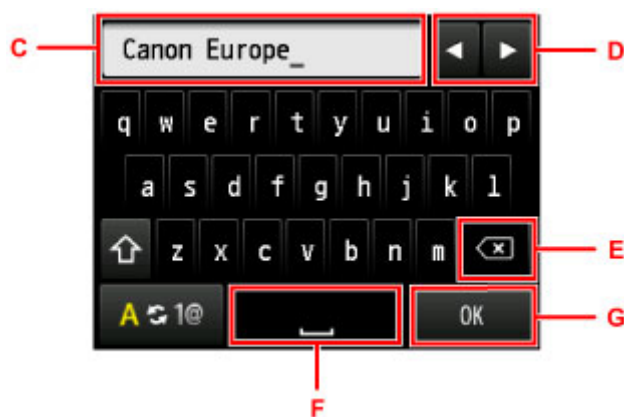 C Canon Europe_ ◀ ▶ D
q w e r t y u i o p
a s d f g h j k l
z x c v b n m E
A 1@ OK G
F